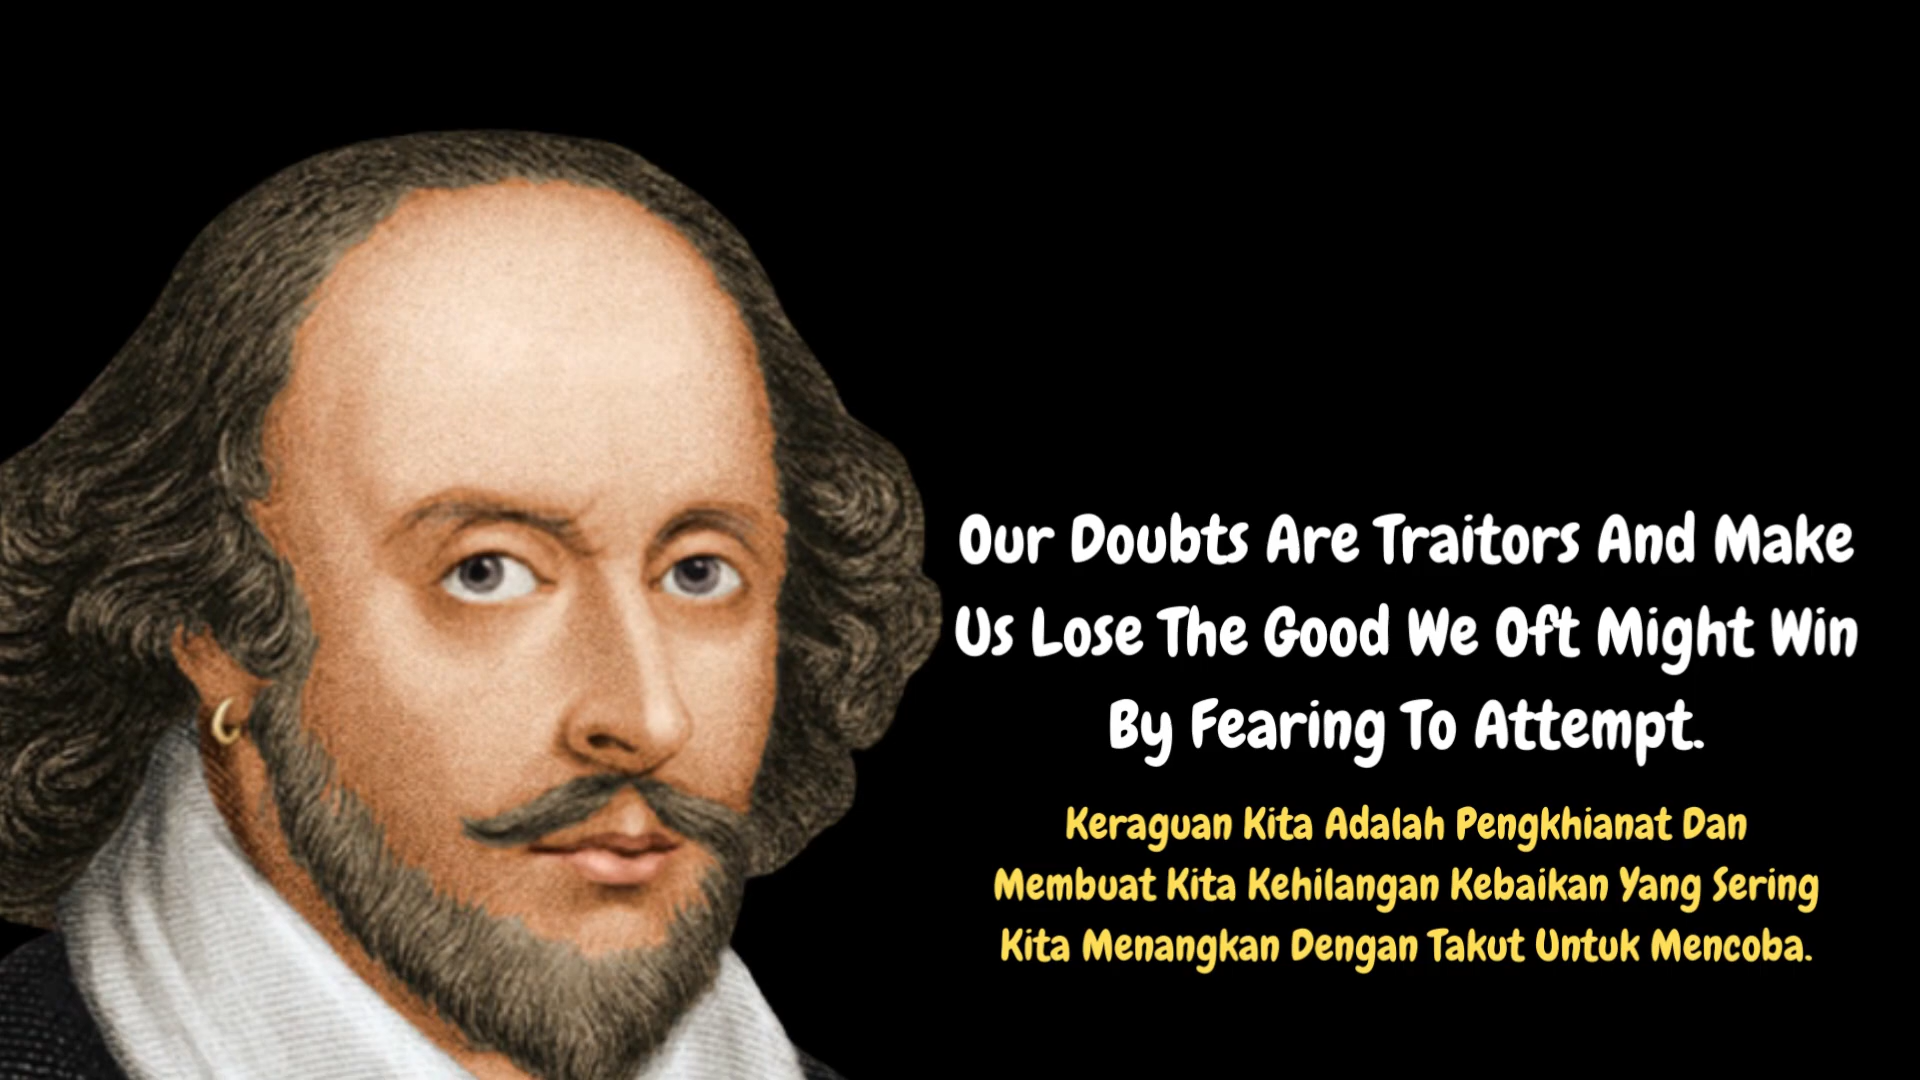 Our Doubts Are Traitors And Make
Us Lose The Good We Oft Might Win
By Fearing To Attempt.
Keraguan Kita Adalah Pengkhianat Dan
Membuat Kita Kehilangan Kebaikan Yang Sering
Kita Menangkan Dengan Takut Untuk Mencoba.